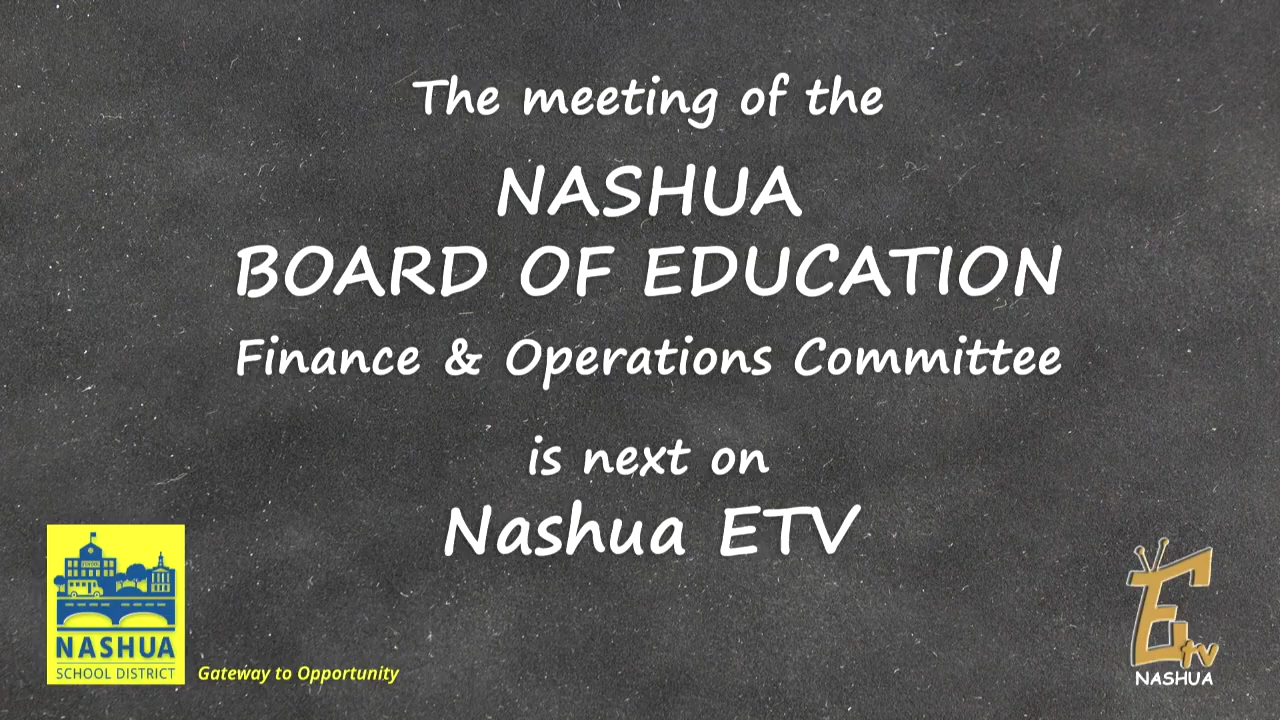 The meeting of the
NASHUA
BOARD OF EDUCATION
Finance & Operations Committee
is next on
Nashua ETV
SCHOOL
NASHUA
SCHOOL DISTRICT
Gateway to Opportunity
Etv
NASHUA